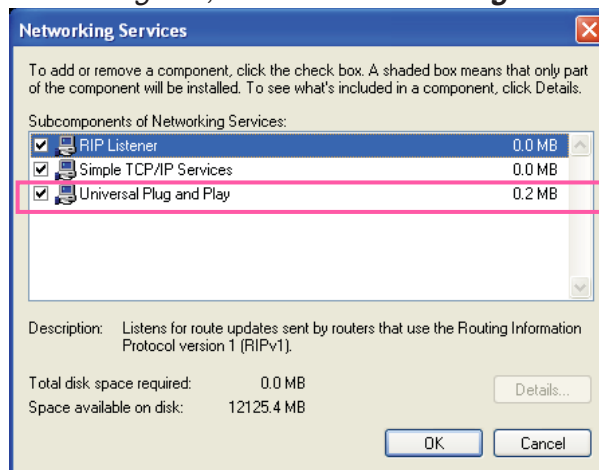 Networking Services
To add or remove a component, click the check box. A shaded box means that only part
of the component will be installed. To see what's included in a component, click Details.
Subcomponents of Networking Services:
RIP Listener 0.0 MB
Simple TCP/IP Services 0.0 MB
Universal Plug and Play 0.2 MB
Description: Listens for route updates sent by routers that use the Routing Information
Protocol version 1 (RIPv1).
Total disk space required: 0.0 MB
Details...
Space available on disk: 12125.4 MB
OK Cancel